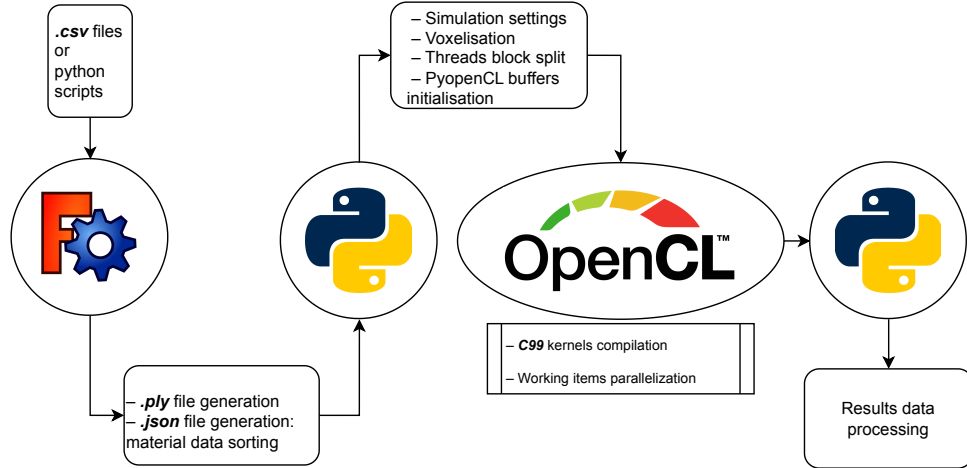 .csv files
or
python
scripts
– Simulation settings
– Voxelisation
– Threads block split
– PyopenCL buffers
initialisation
F
OpenCL™
– C99 kernels compilation
– Working items parallelization
– .ply file generation
– .json file generation:
material data sorting
Results data
processing